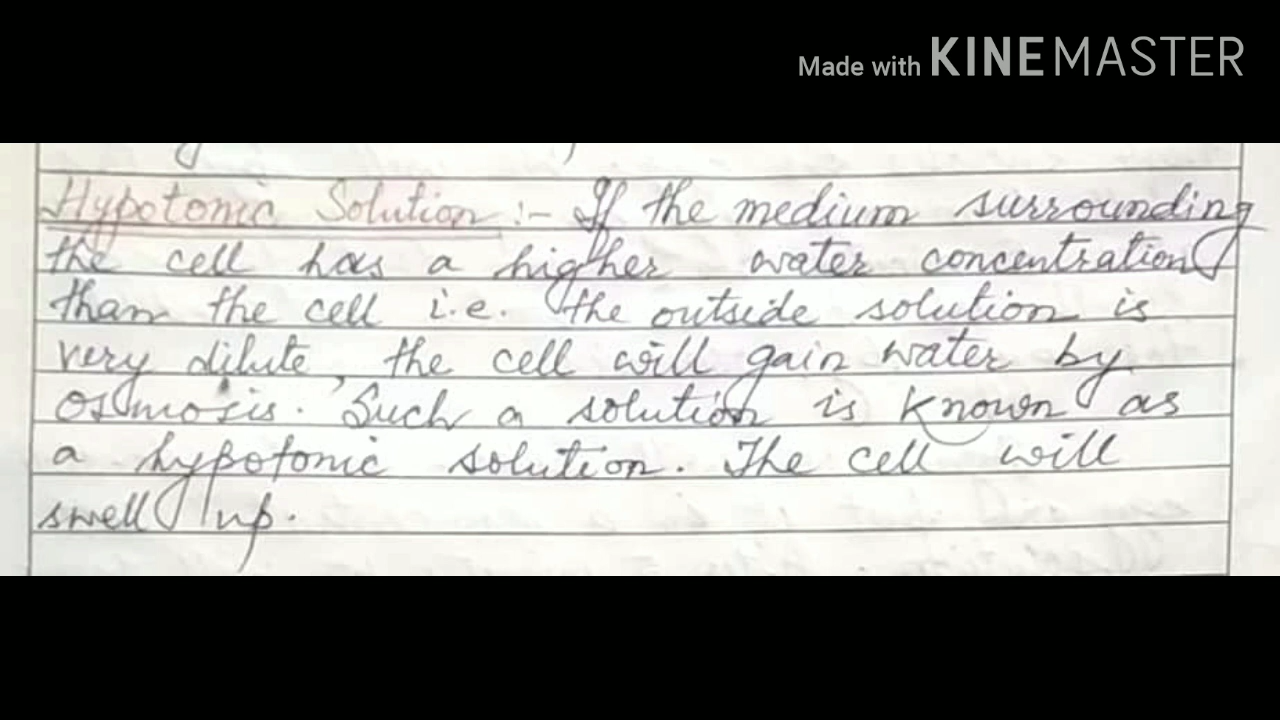 Made with KINEMASTER
Hypotonic Solution :- If the medium surrounding
the cell has a higher water concentration
than the cell i.e. the outside solution is
very dilute, the cell will gain water by
osmosis. Such a solution is known as
a hypotonic solution. The cell will
swell up.